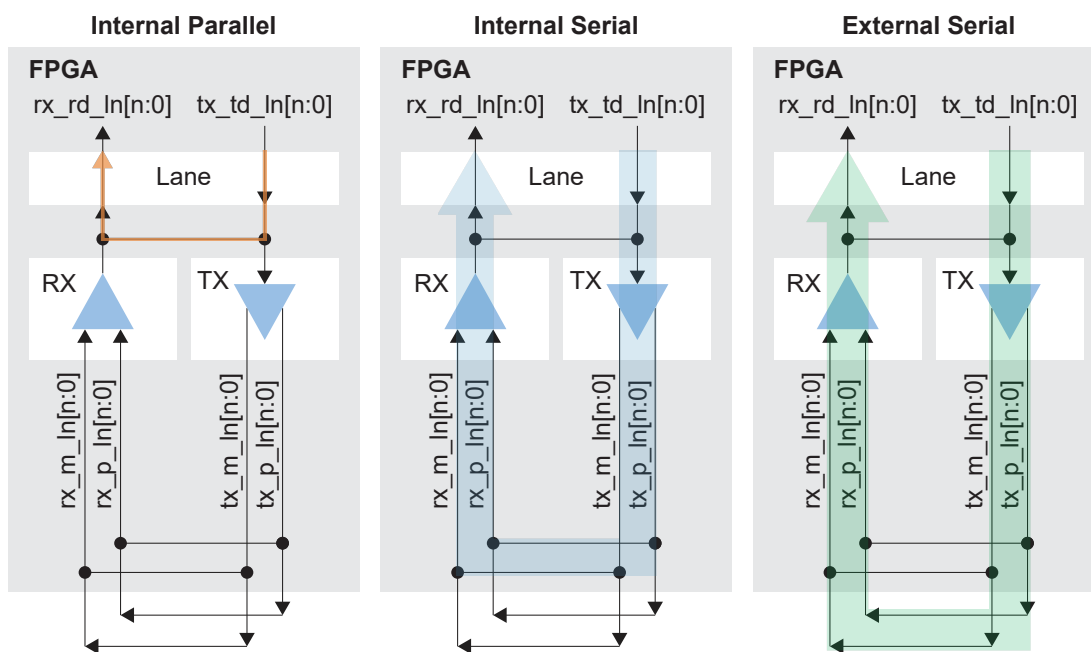 Internal Parallel
FPGA
rx_rd_ln[n:0] tx_td_ln[n:0]
Lane
RX TX
rx_m_ln[n:0]
rx_p_ln[n:0]
tx_m_ln[n:0]
tx_p_ln[n:0]
Internal Serial
FPGA
rx_rd_ln[n:0] tx_td_ln[n:0]
Lane
RX TX
rx_m_ln[n:0]
rx_p_ln[n:0]
tx_m_ln[n:0]
tx_p_ln[n:0]
External Serial
FPGA
rx_rd_ln[n:0] tx_td_ln[n:0]
Lane
RX TX
rx_m_ln[n:0]
rx_p_ln[n:0]
tx_m_ln[n:0]
tx_p_ln[n:0]